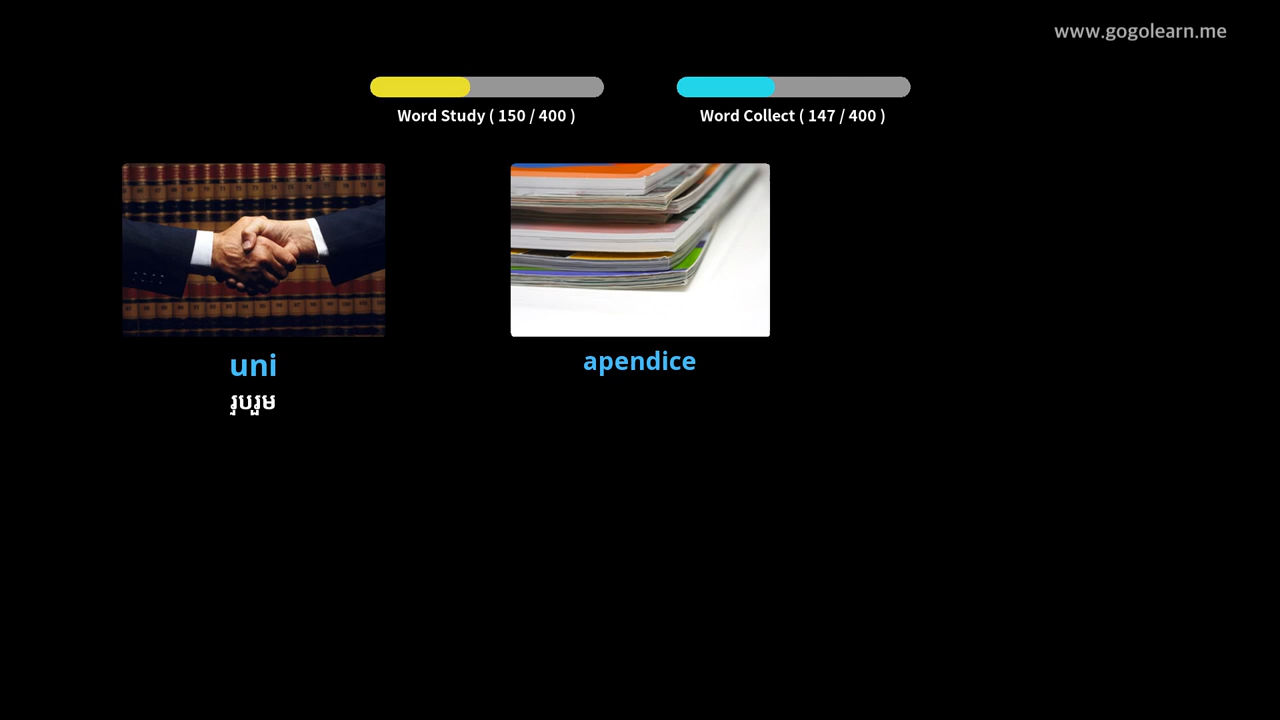 www.gogolearn.me
Word Study ( 150 / 400 )
Word Collect ( 147 / 400 )
uni
រួបរួម
apendice